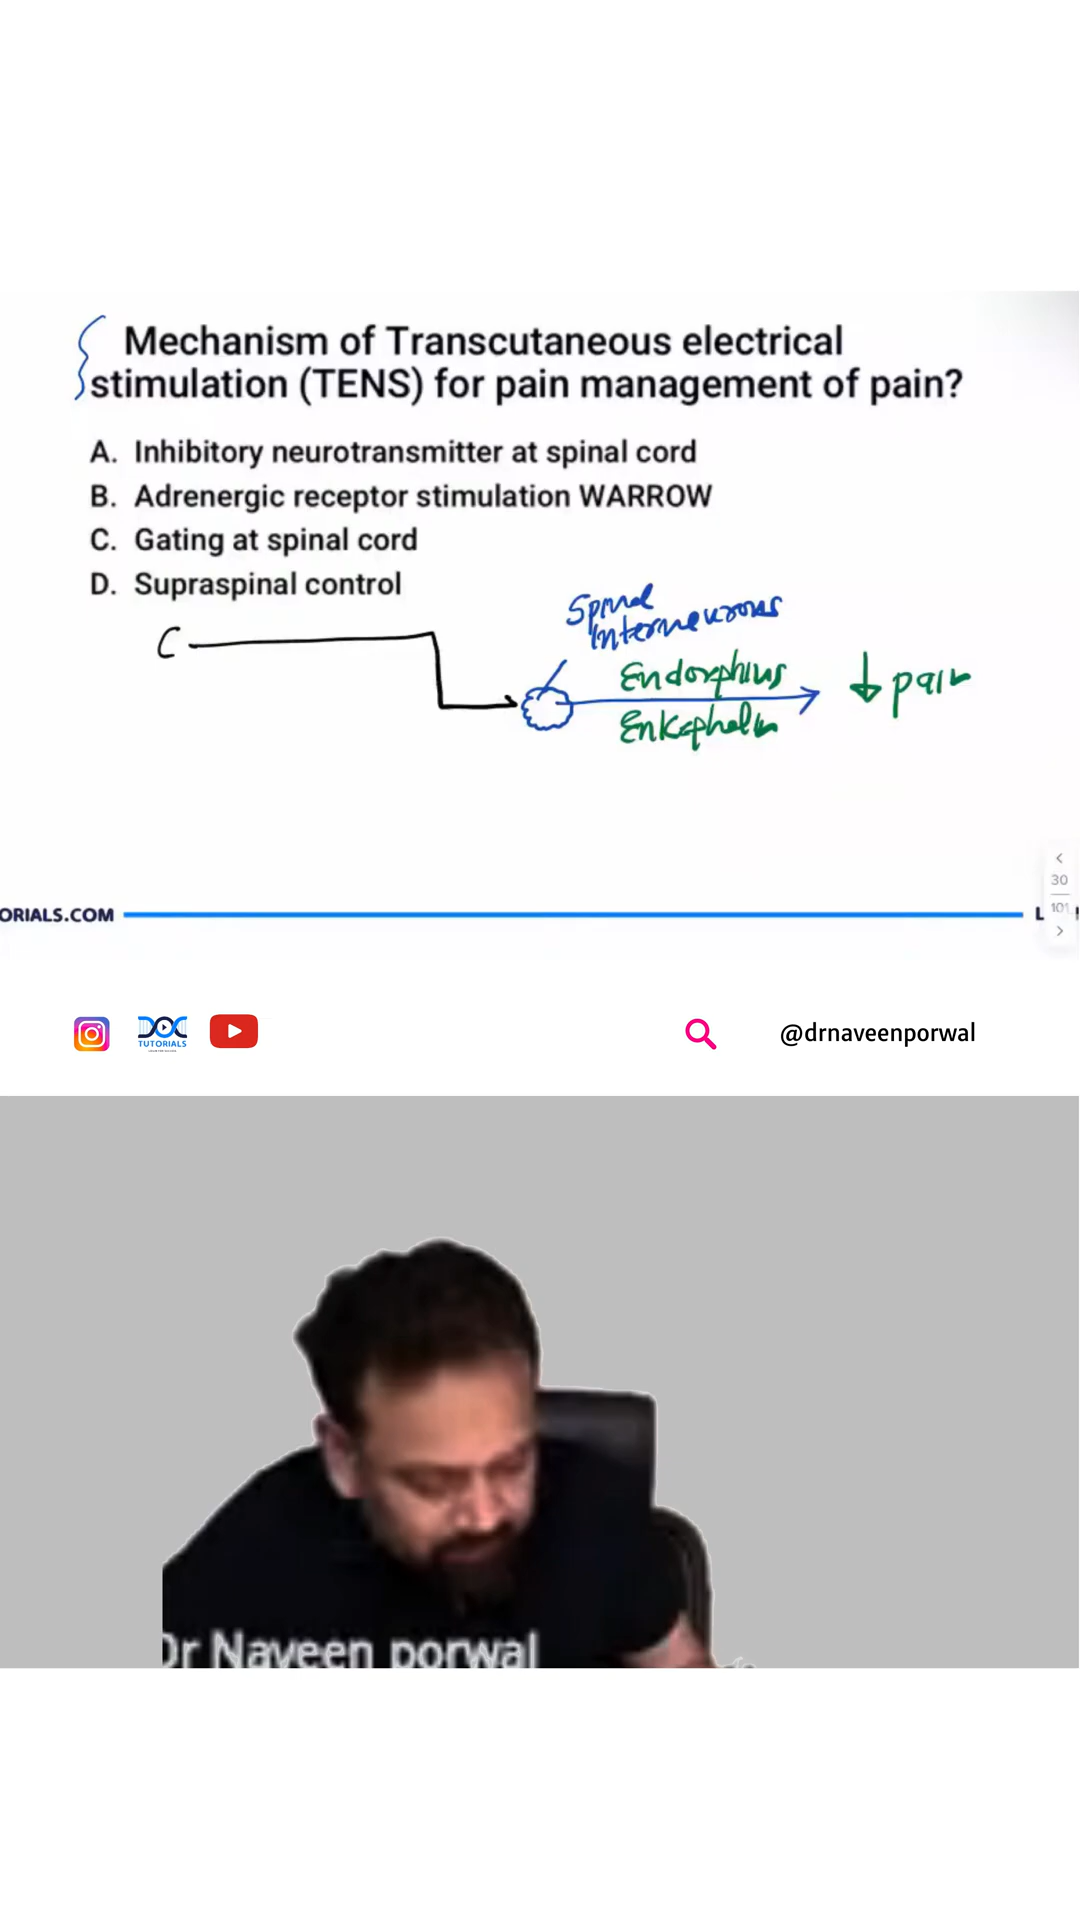 Mechanism of Transcutaneous electrical
stimulation (TENS) for pain management of pain?
A. Inhibitory neurotransmitter at spinal cord
B. Adrenergic receptor stimulation WARROW
C. Gating at spinal cord
D. Supraspinal control
Spinal
interneurons
C
Endorphins
Enkephalin
↓ pain
30
101
ORIALS.COM
L
DOC
TUTORIALS
@drnaveenporwal
Dr Naveen porwal